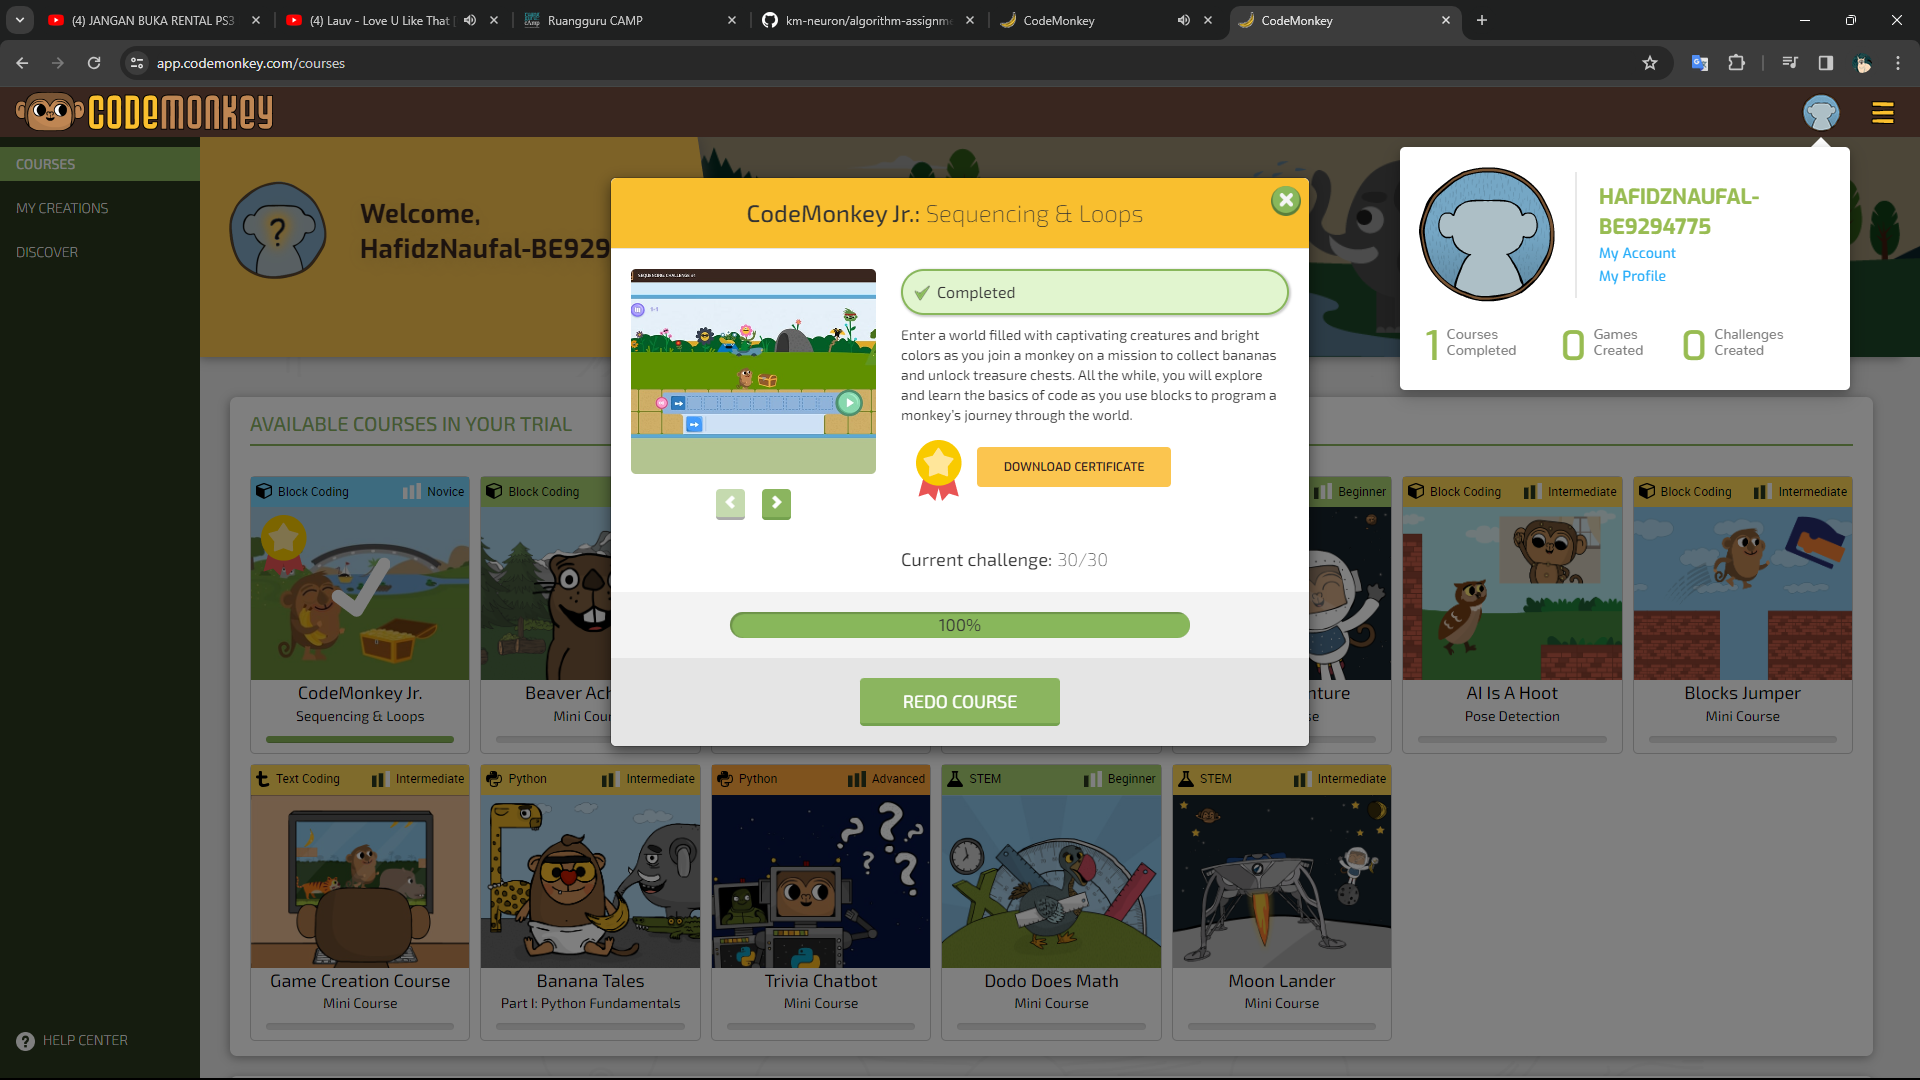 (4) JANGAN BUKA RENTAL PS3
(4) Lauv - Love U Like That
Ruangguru CAMP
km-neuron/algorithm-assignme
CodeMonkey
CodeMonkey
app.codemonkey.com/courses
CODEMONKEY
COURSES
MY CREATIONS
DISCOVER
HELP CENTER
Welcome,
HafidzNaufal-BE929
HAFIDZNAUFAL-
BE9294775
My Account
My Profile
1 Courses Completed
0 Games Created
0 Challenges Created
CodeMonkey Jr.: Sequencing & Loops
SEQUENCING CHALLENGE #1
Completed
Enter a world filled with captivating creatures and bright
colors as you join a monkey on a mission to collect bananas
and unlock treasure chests. All the while, you will explore
and learn the basics of code as you use blocks to program a
monkey's journey through the world.
DOWNLOAD CERTIFICATE
Current challenge: 30/30
100%
REDO COURSE
AVAILABLE COURSES IN YOUR TRIAL
Block Coding Novice
CodeMonkey Jr.
Sequencing & Loops
Block Coding
Beaver Ach
Mini Cour
Beginner
nture
se
Block Coding Intermediate
AI Is A Hoot
Pose Detection
Block Coding Intermediate
Blocks Jumper
Mini Course
Text Coding Intermediate
Game Creation Course
Mini Course
Python Intermediate
Banana Tales
Part I: Python Fundamentals
Python Advanced
Trivia Chatbot
Mini Course
STEM Beginner
Dodo Does Math
Mini Course
STEM Intermediate
Moon Lander
Mini Course